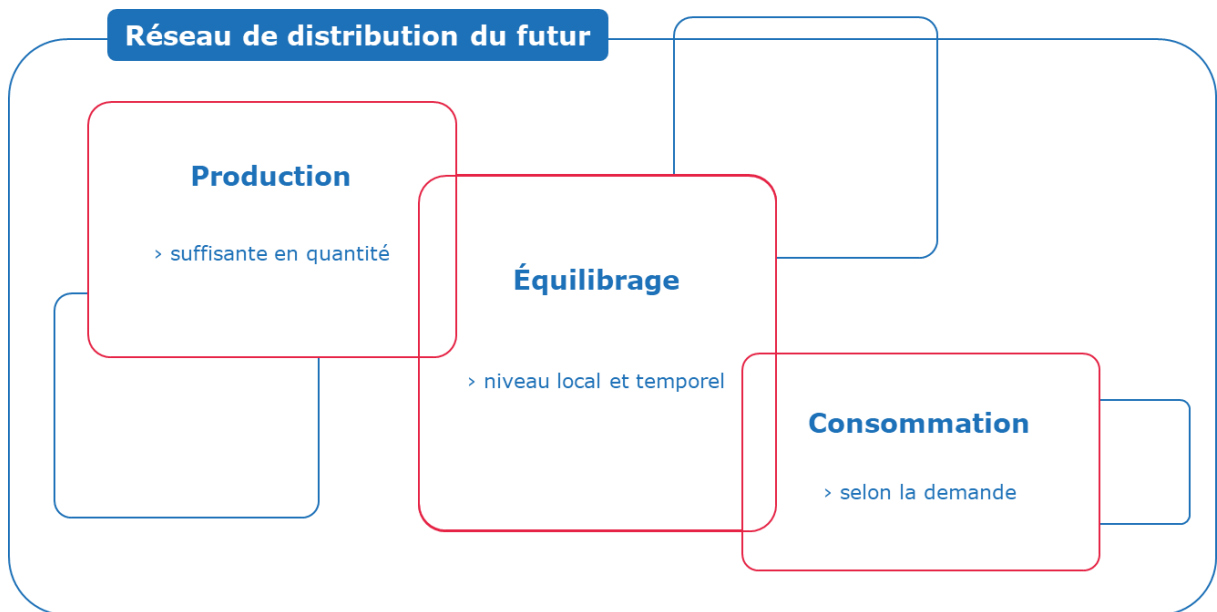 Réseau de distribution du futur
Production
› suffisante en quantité
Équilibrage
› niveau local et temporel
Consommation
› selon la demande